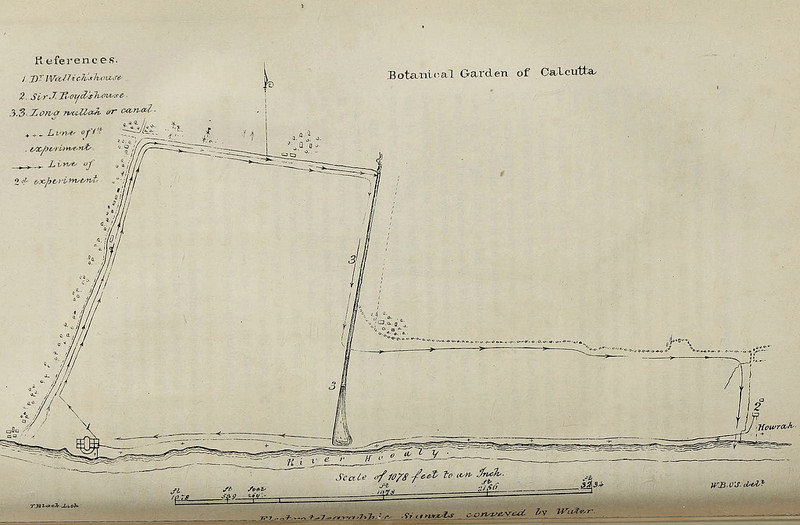 References.
1. Dr. Wallich's house
2. Sir J. Royd's house.
3.3. Long nullah or canal.
Line of 1st
experiment.
Line of
2d experiment
Botanical Garden of Calcutta
3
3
1
2
Howrah.
River Hoogly
Scale of 1078 feet to an Inch.
ft 1078 ft 539 feet ft 1078 ft 2156 ft 3234
T. Black Lith.
W.B.O'S. delt.
Electrotelegraphic Signals conveyed by Water